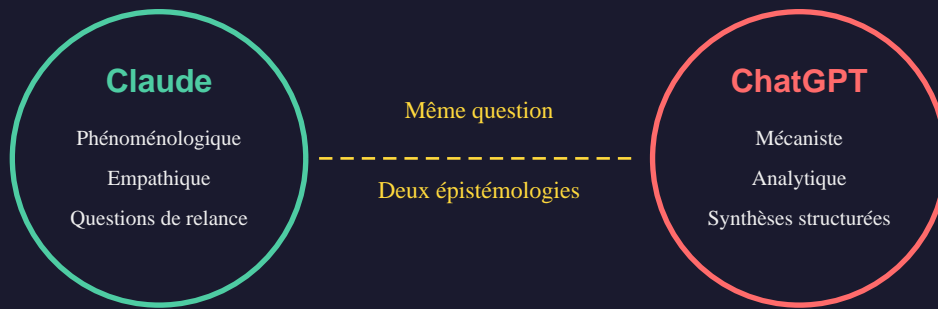 Claude
Phénoménologique
Empathique
Questions de relance
Même question
Deux épistémologies
ChatGPT
Mécaniste
Analytique
Synthèses structurées